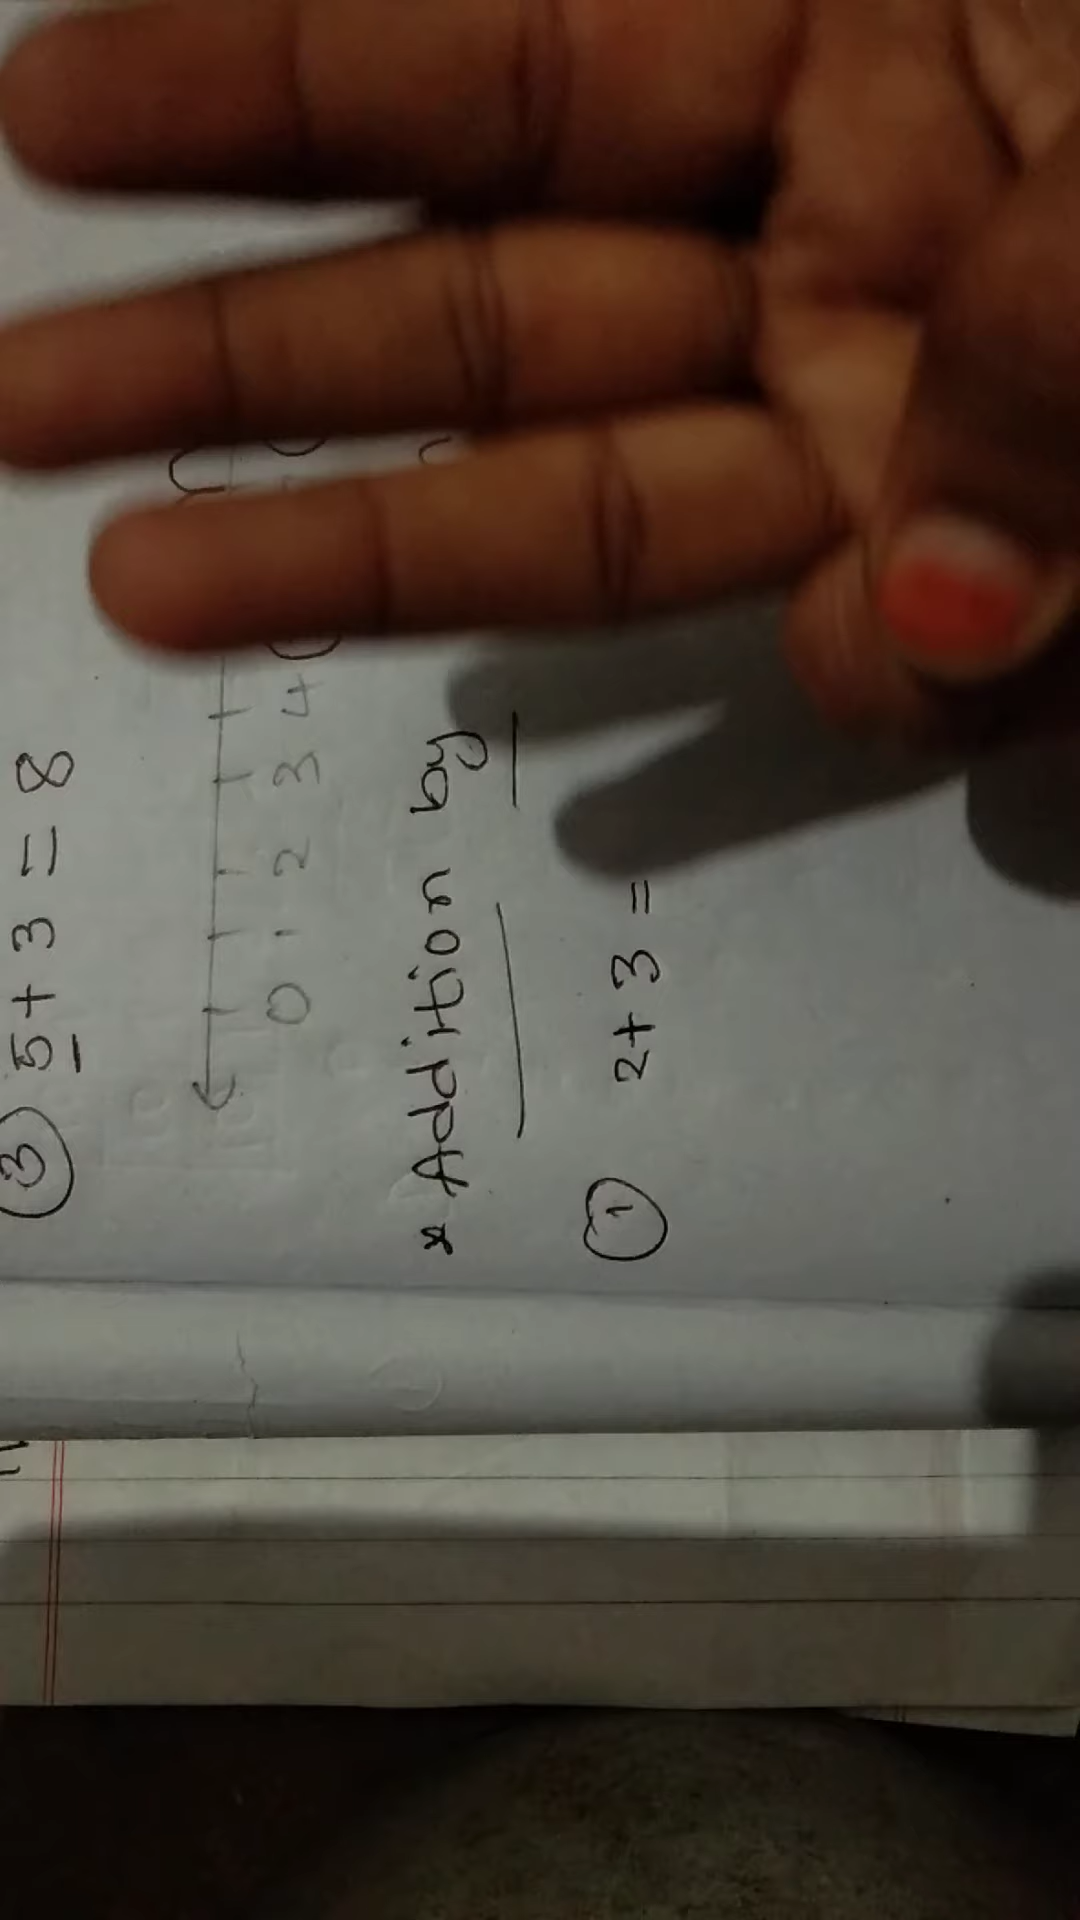 ③ 5 + 3 = 8
0 1 2 3 4
* Addition by
① 2 + 3 =